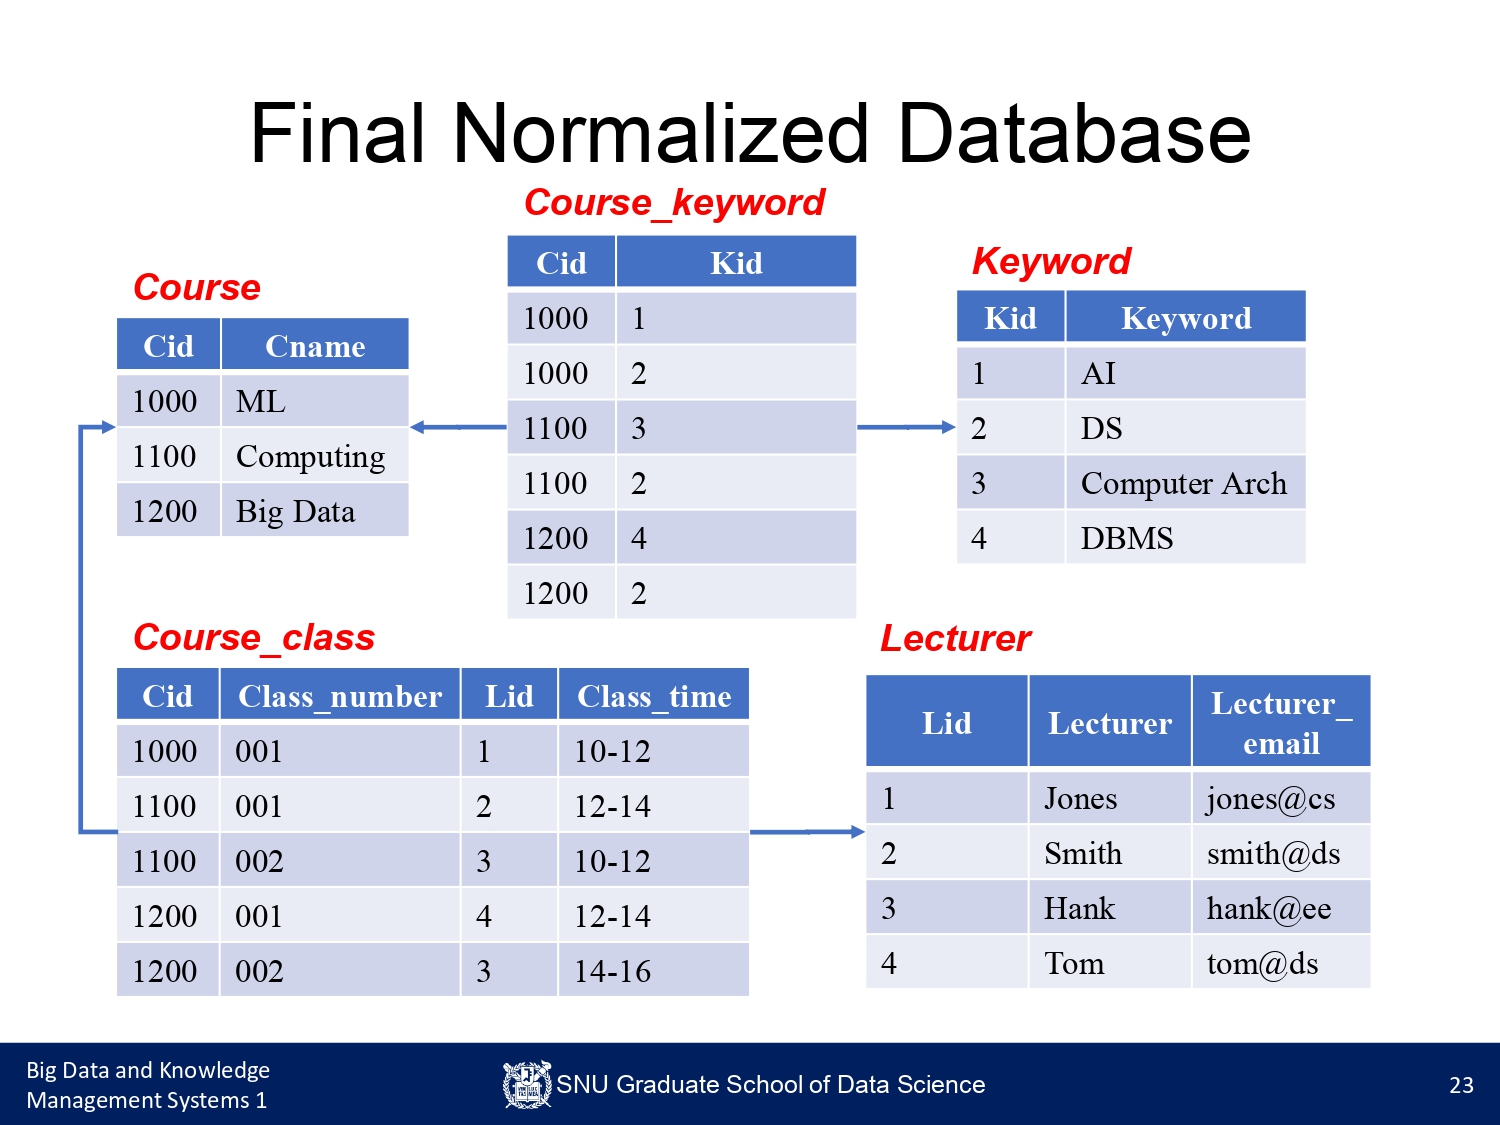 Final Normalized Database
Course_keyword
Cid Kid
1000 1
1000 2
1100 3
1100 2
1200 4
1200 2
Keyword
Kid Keyword
1 AI
2 DS
3 Computer Arch
4 DBMS
Course
Cid Cname
1000 ML
1100 Computing
1200 Big Data
Course_class
Cid Class_number Lid Class_time
1000 001 1 10-12
1100 001 2 12-14
1100 002 3 10-12
1200 001 4 12-14
1200 002 3 14-16
Lecturer
Lid Lecturer Lecturer_
email
1 Jones jones@cs
2 Smith smith@ds
3 Hank hank@ee
4 Tom tom@ds
Big Data and Knowledge
Management Systems 1
SNU Graduate School of Data Science
23